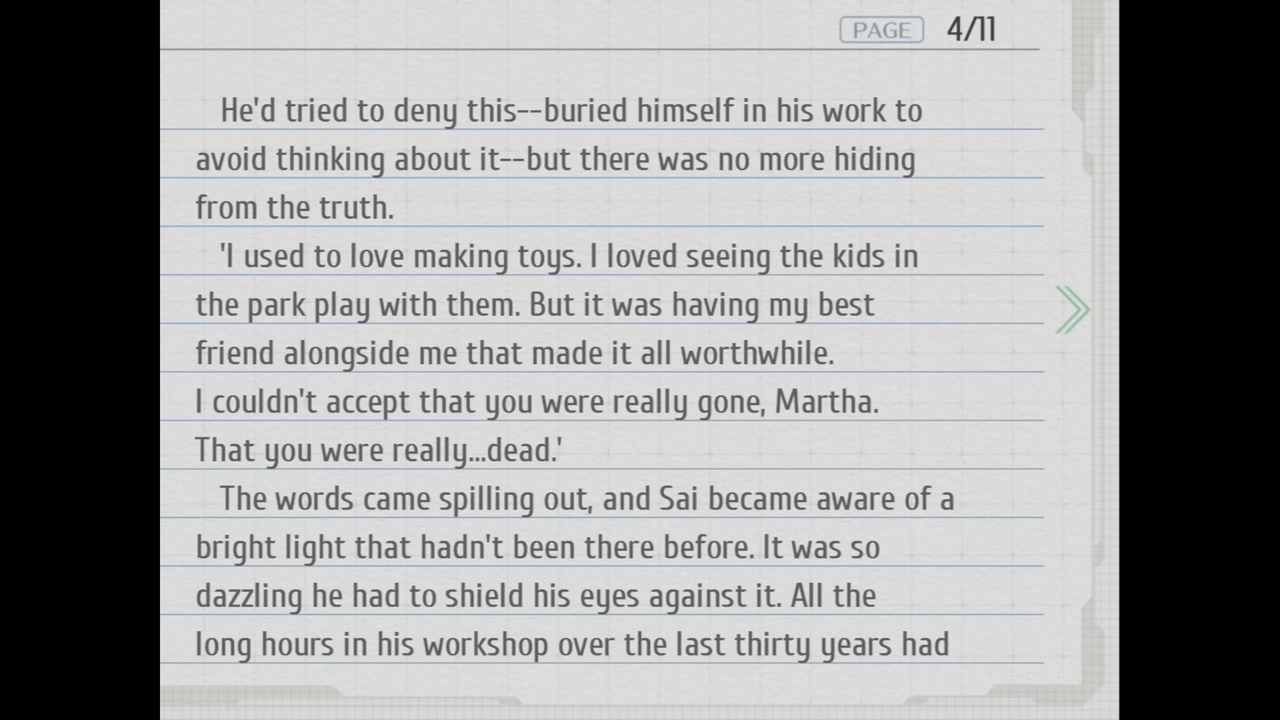 PAGE 4/11
He'd tried to deny this--buried himself in his work to
avoid thinking about it--but there was no more hiding
from the truth.
'I used to love making toys. I loved seeing the kids in
the park play with them. But it was having my best
friend alongside me that made it all worthwhile.
I couldn't accept that you were really gone, Martha.
That you were really...dead.'
The words came spilling out, and Sai became aware of a
bright light that hadn't been there before. It was so
dazzling he had to shield his eyes against it. All the
long hours in his workshop over the last thirty years had